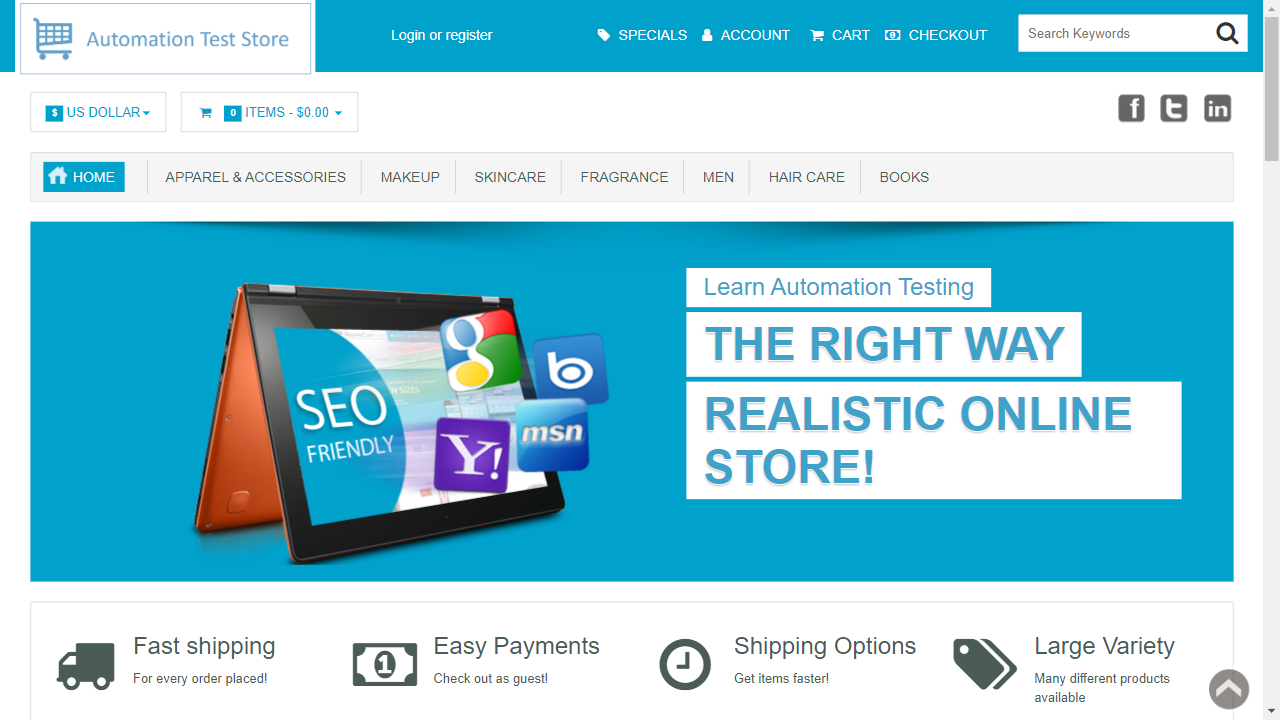 Automation Test Store
Login or register
SPECIALS
ACCOUNT
CART
CHECKOUT
Search Keywords
$ US DOLLAR
0 ITEMS - $0.00
f
t
in
HOME
APPAREL & ACCESSORIES
MAKEUP
SKINCARE
FRAGRANCE
MEN
HAIR CARE
BOOKS
Learn Automation Testing
THE RIGHT WAY
REALISTIC ONLINE
STORE!
SEO
FRIENDLY
g
b
msn
Y!
Fast shipping
For every order placed!
1
Easy Payments
Check out as guest!
Shipping Options
Get items faster!
Large Variety
Many different products
available